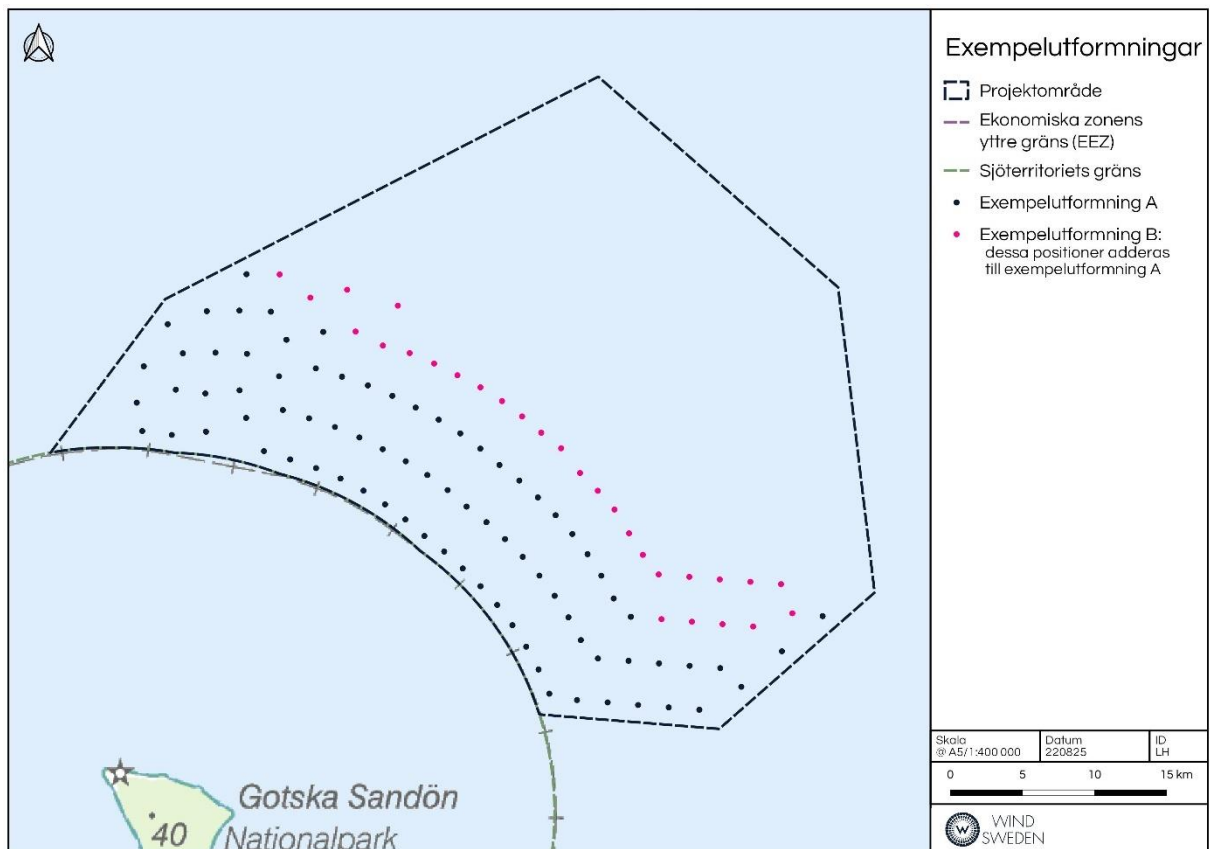 Exempelutformningar
Projektområde
Ekonomiska zonens
yttre gräns (EEZ)
Sjöterritoriets gräns
Exempelutformning A
Exempelutformning B:
dessa positioner adderas
till exempelutformning A
Gotska Sandön
Nationalpark
40
Skala
@ A5/1:400 000
Datum
220825
ID
LH
0 5 10 15 km
W
WIND
SWEDEN